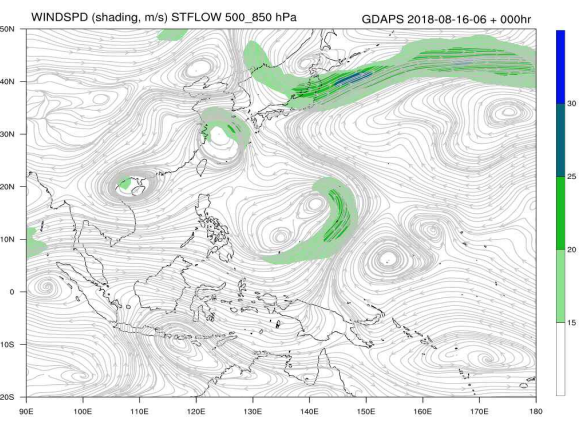 WINDSPD (shading, m/s) STFLOW 500_850 hPa GDAPS 2018-08-16-06 + 000hr
50N
40N
30N
20N
10N
0
10S
20S
90E 100E 110E 120E 130E 140E 150E 160E 170E 180
30
25
20
15